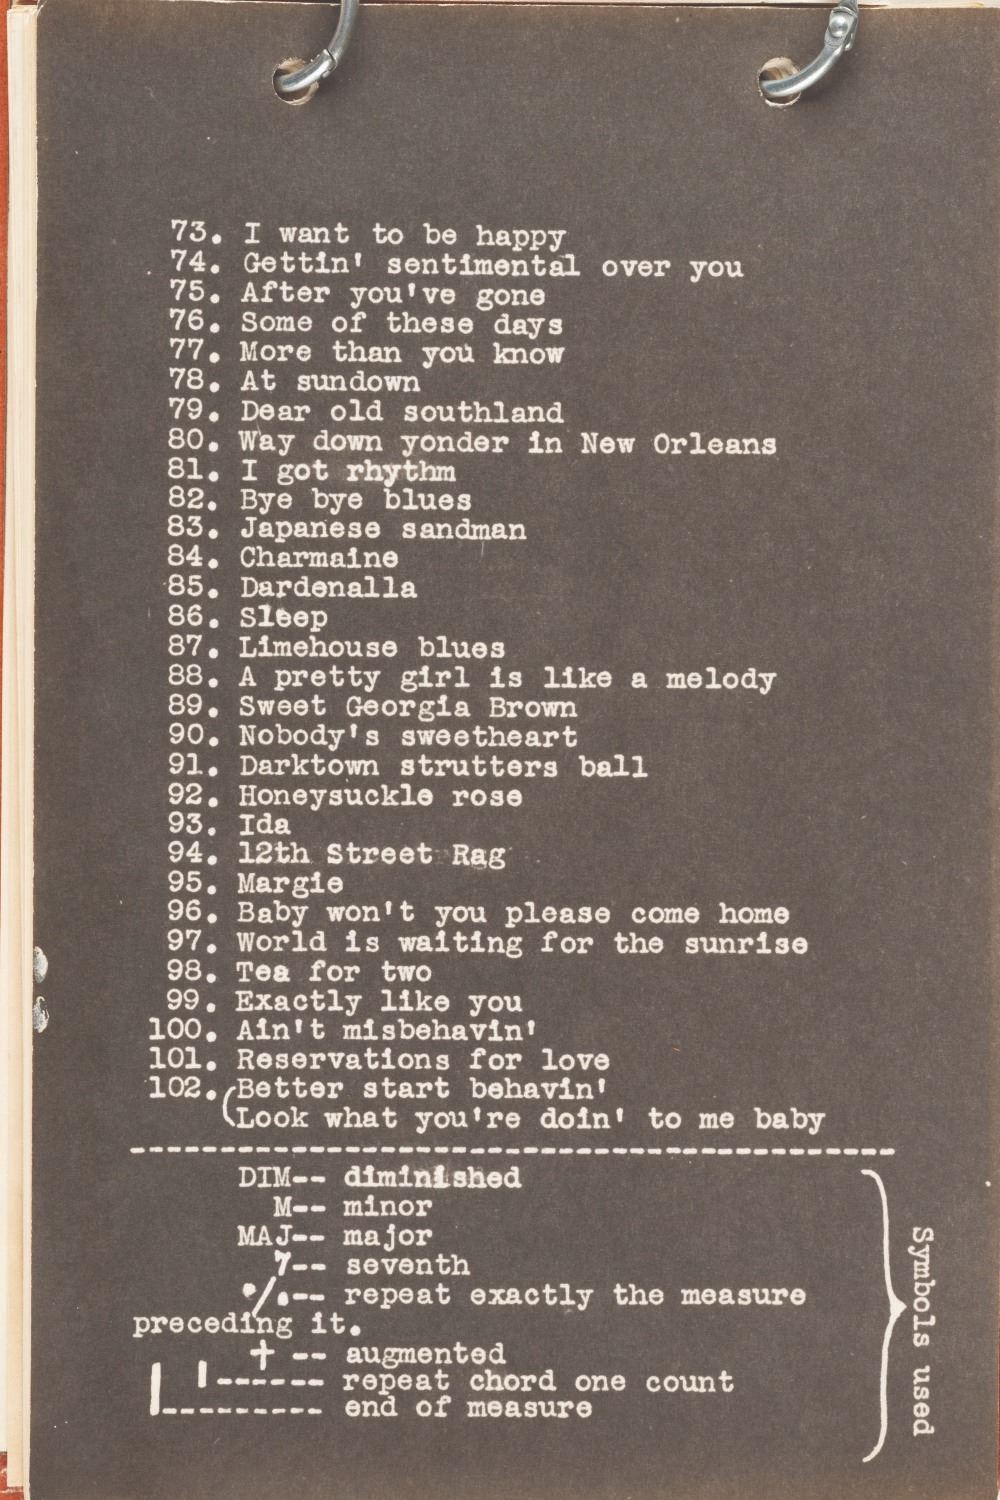 73. I want to be happy
74. Gettin' sentimental over you
75. After you've gone
76. Some of these days
77. More than you know
78. At sundown
79. Dear old southland
80. Way down yonder in New Orleans
81. I got rhythm
82. Bye bye blues
83. Japanese sandman
84. Charmaine
85. Dardenalla
86. Sleep
87. Limehouse blues
88. A pretty girl is like a melody
89. Sweet Georgia Brown
90. Nobody's sweetheart
91. Darktown strutters ball
92. Honeysuckle rose
93. Ida
94. 12th Street Rag
95. Margie
96. Baby won't you please come home
97. World is waiting for the sunrise
98. Tea for two
99. Exactly like you
100. Ain't misbehavin'
101. Reservations for love
102. (Better start behavin'
(Look what you're doin' to me baby
DIM-- diminished
M-- minor
MAJ-- major
7-- seventh
٪-- repeat exactly the measure
preceding it.
+ -- augmented
| ------ repeat chord one count
|--------- end of measure
Symbols used